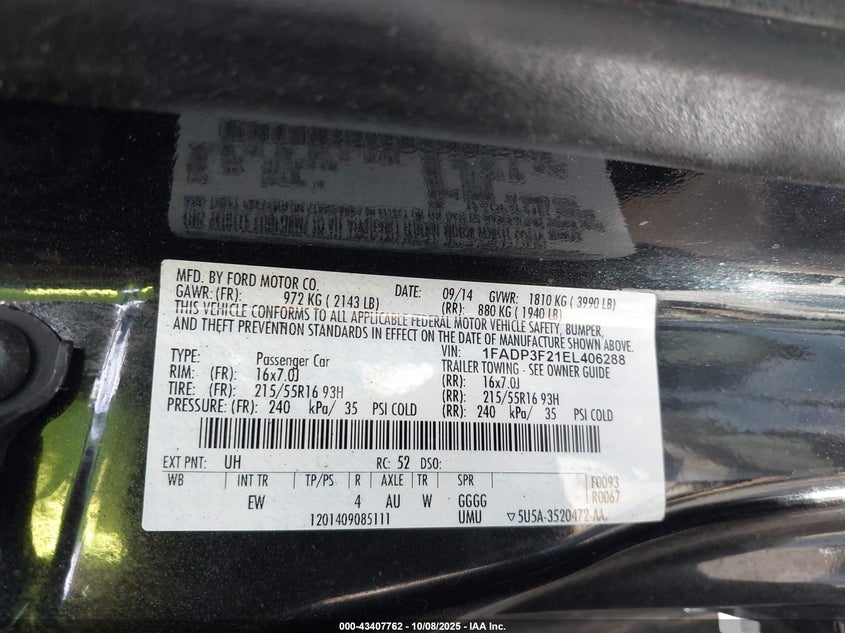 MFD. BY FORD MOTOR CO. DATE: 09/14 GVWR: 1810 KG ( 3990 LB)
GAWR: (FR): 972 KG ( 2143 LB) (RR): 880 KG ( 1940 LB)
THIS VEHICLE CONFORMS TO ALL APPLICABLE FEDERAL MOTOR VEHICLE SAFETY, BUMPER,
AND THEFT PREVENTION STANDARDS IN EFFECT ON THE DATE OF MANUFACTURE SHOWN ABOVE.
VIN: 1FADP3F21EL406288
TYPE: Passenger Car TRAILER TOWING - SEE OWNER GUIDE
RIM: (FR): 16x7.0J (RR): 16x7.0J
TIRE: (FR): 215/55R16 93H (RR): 215/55R16 93H
PRESSURE: (FR): 240 kPa/ 35 PSI COLD (RR): 240 kPa/ 35 PSI COLD
EXT PNT: UH RC: 52 DSO:
WB INT TR TP/PS R AXLE TR SPR F0093
EW 4 AU W GGGG R0067
1201409085111 UMU ▽5U5A-3520472-AA
000-43407762 - 10/08/2025 - IAA Inc.